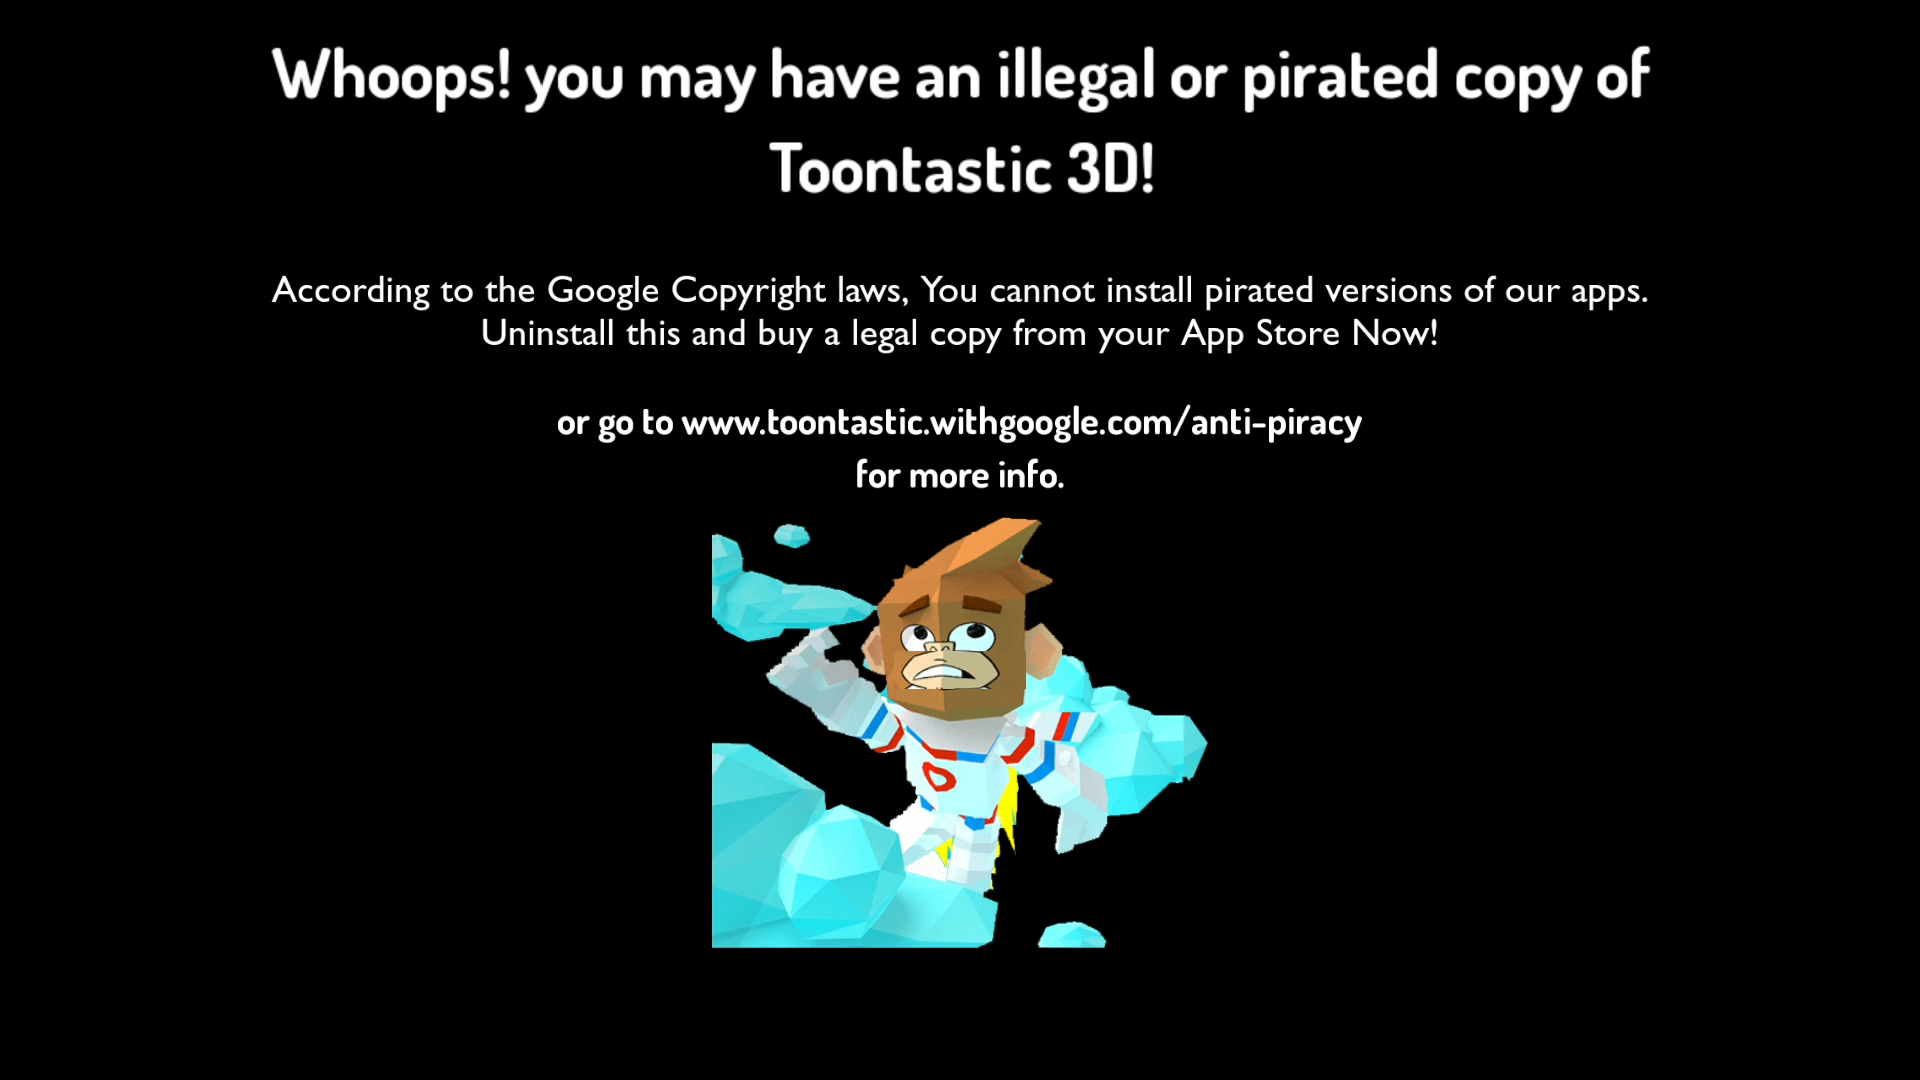 Whoops! you may have an illegal or pirated copy of
Toontastic 3D!
According to the Google Copyright laws, You cannot install pirated versions of our apps.
Uninstall this and buy a legal copy from your App Store Now!
or go to www.toontastic.withgoogle.com/anti-piracy
for more info.